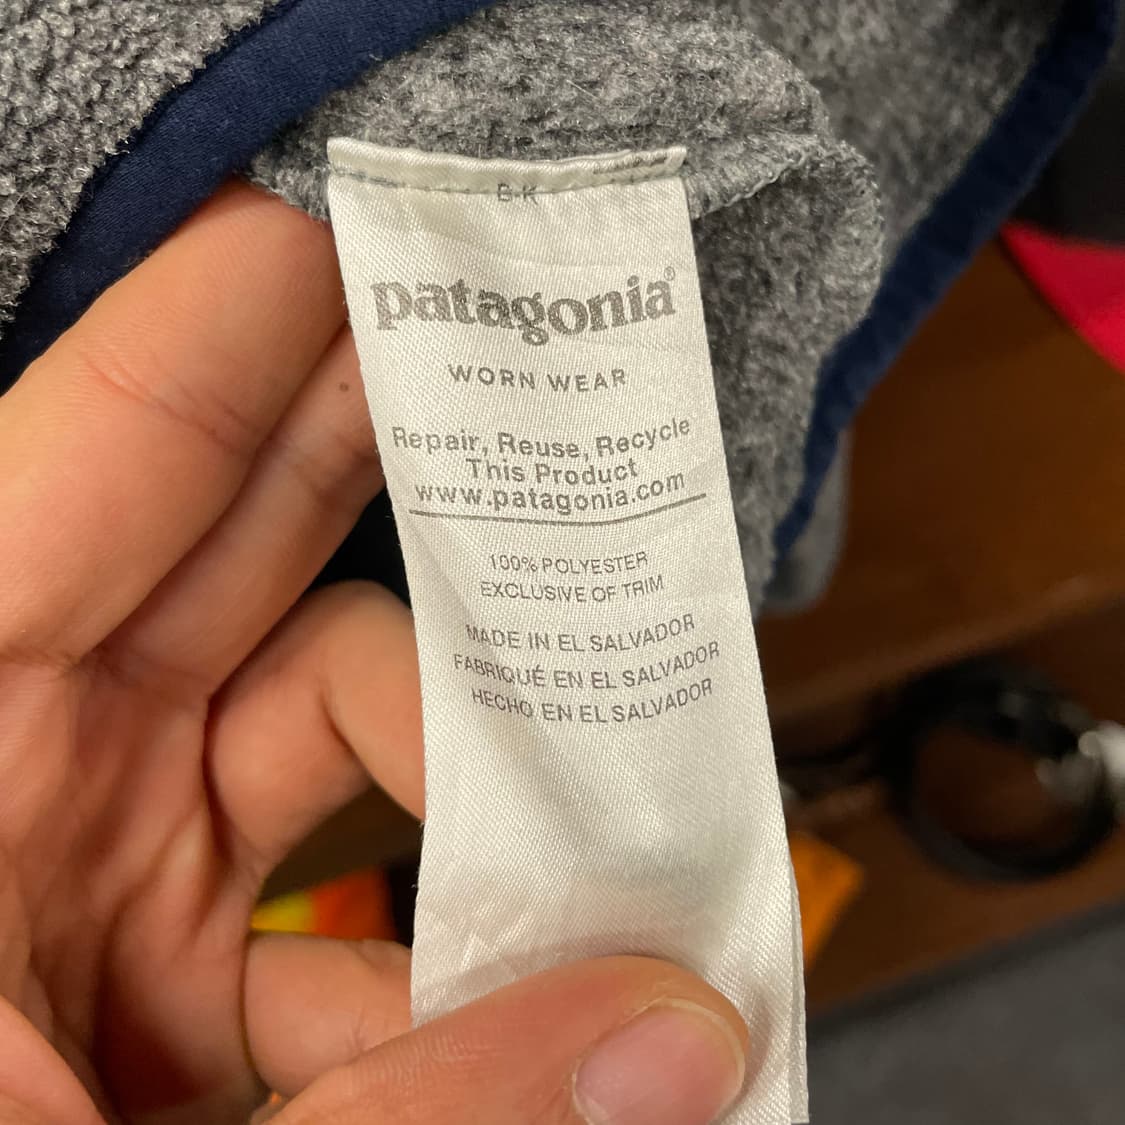 B-K
patagonia®
WORN WEAR
Repair, Reuse, Recycle
This Product
www.patagonia.com
100% POLYESTER
EXCLUSIVE OF TRIM
MADE IN EL SALVADOR
FABRIQUÉ EN EL SALVADOR
HECHO EN EL SALVADOR